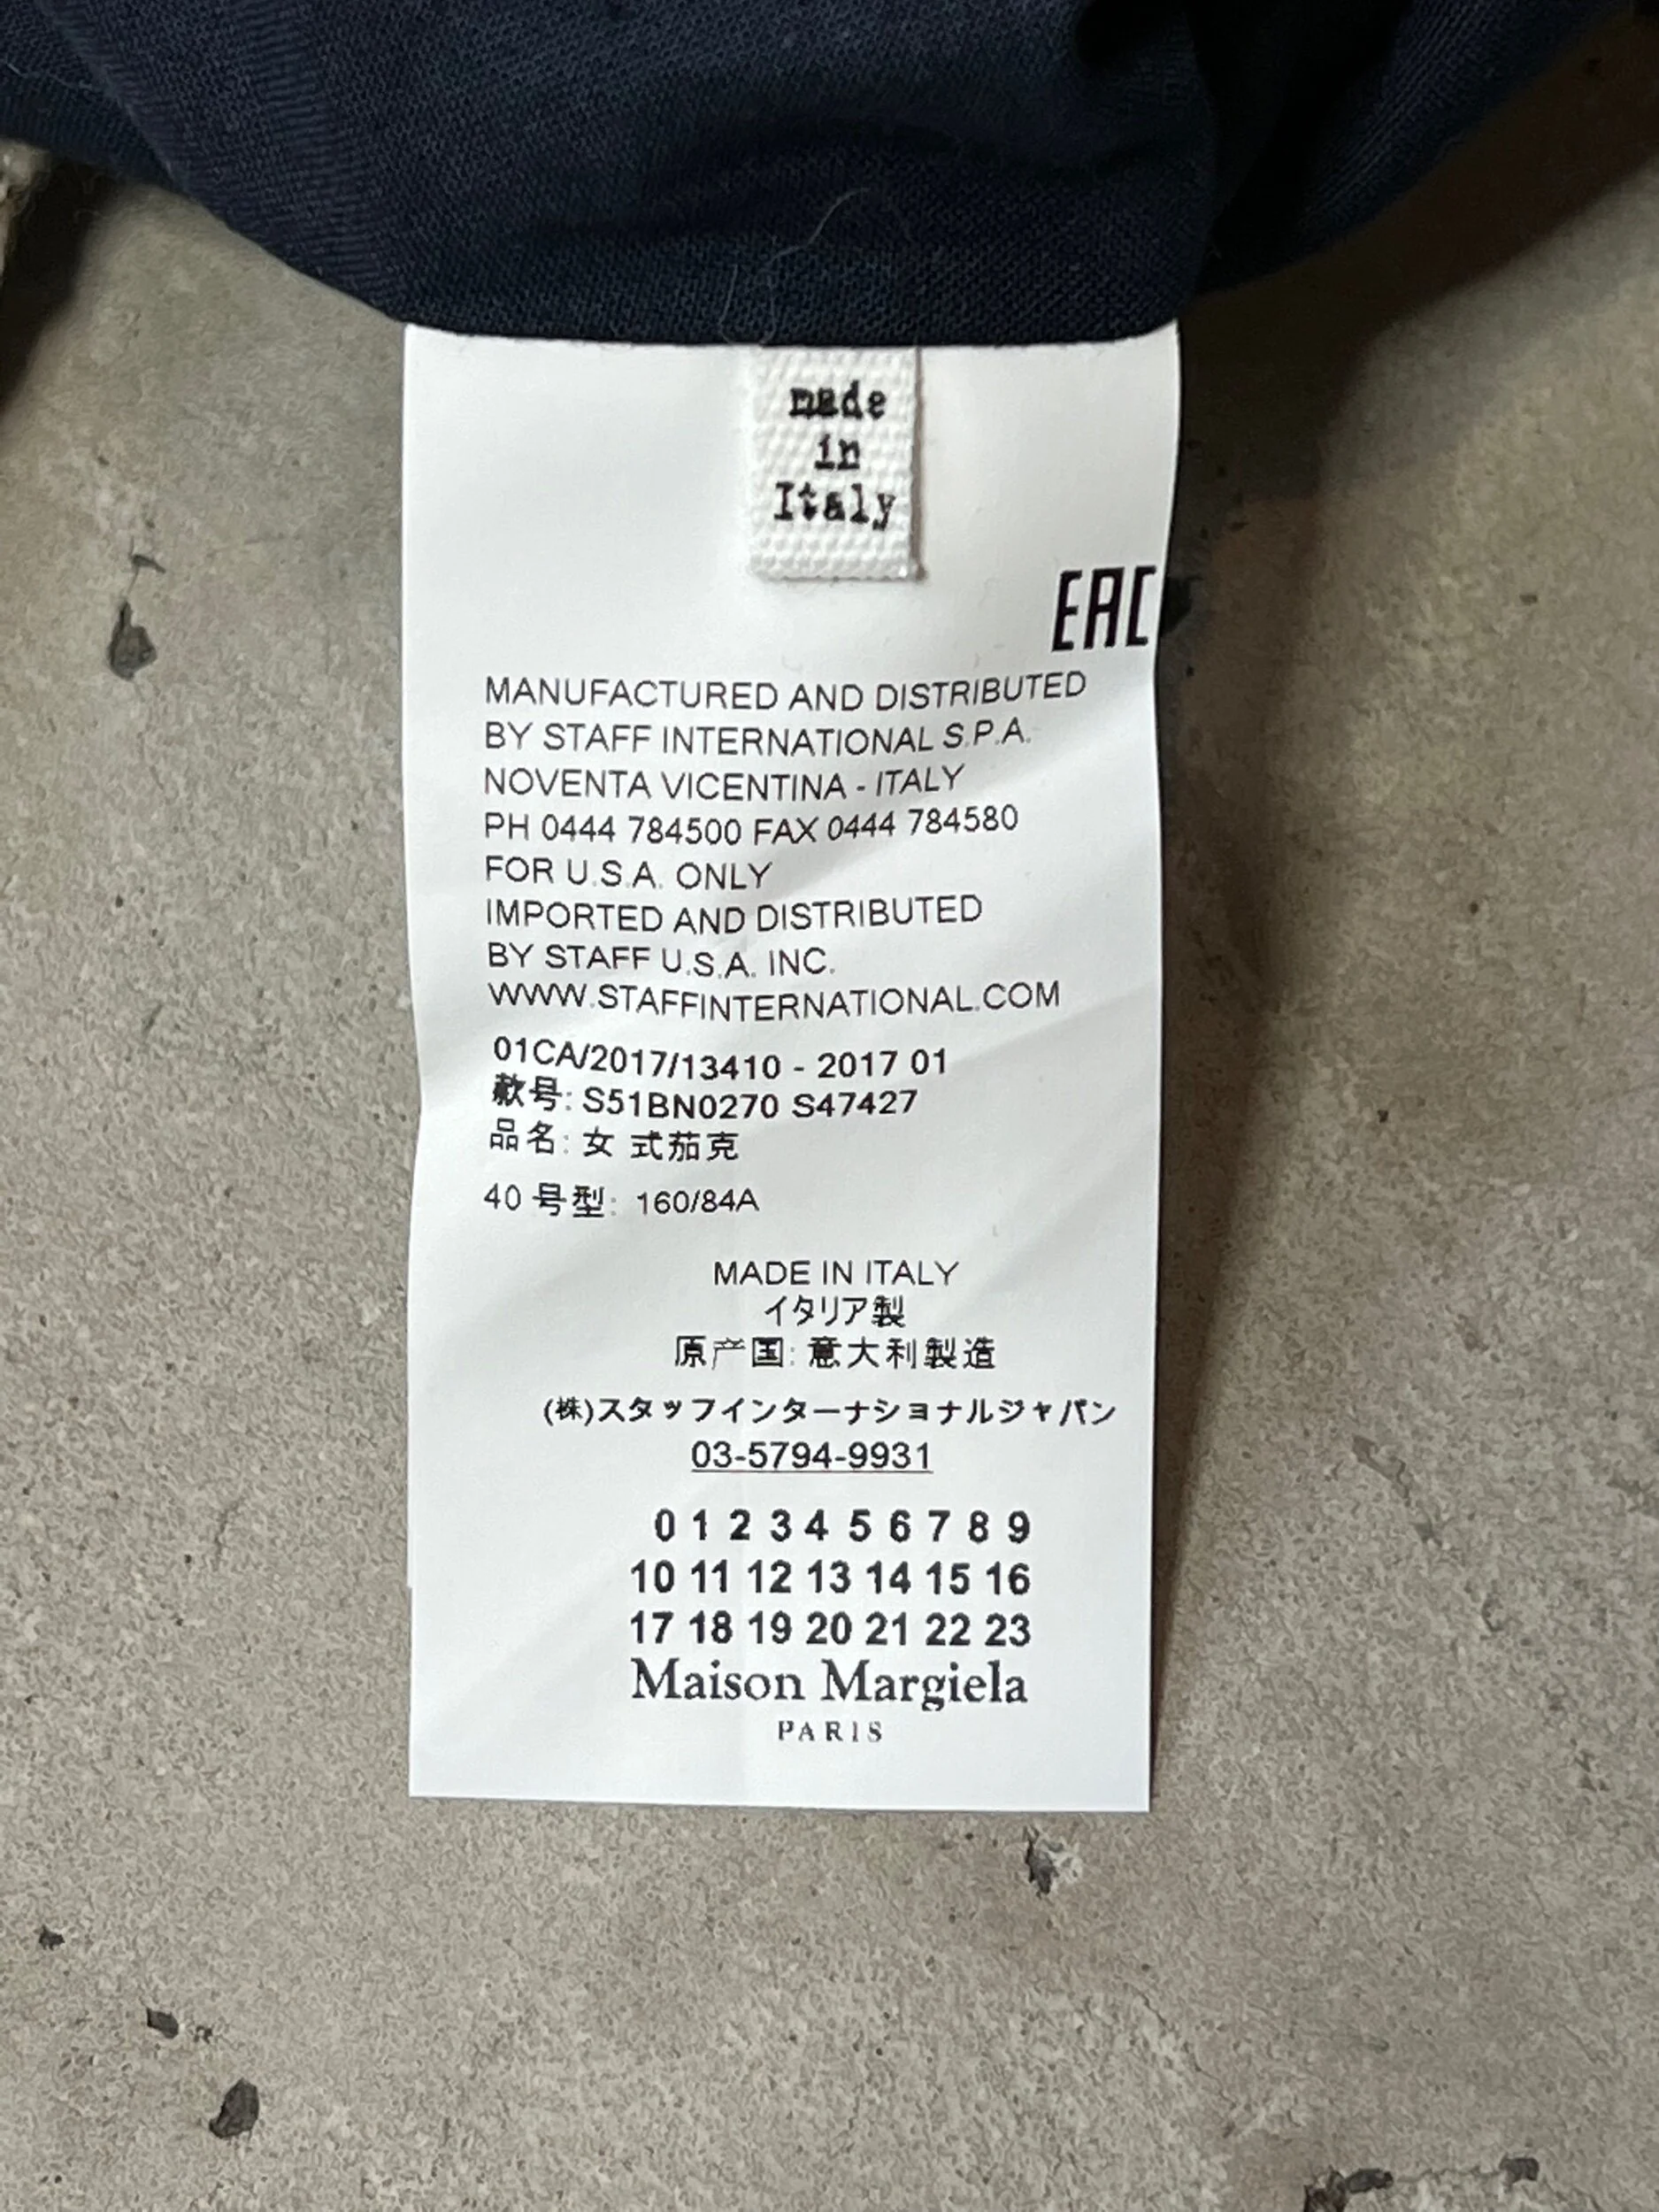 made
in
Italy
EAC
MANUFACTURED AND DISTRIBUTED
BY STAFF INTERNATIONAL S.P.A.
NOVENTA VICENTINA - ITALY
PH 0444 784500 FAX 0444 784580
FOR U.S.A. ONLY
IMPORTED AND DISTRIBUTED
BY STAFF U.S.A. INC.
WWW.STAFFINTERNATIONAL.COM
01CA/2017/13410 - 2017 01
款号: S51BN0270 S47427
品名: 女 式茄克
40 号型: 160/84A
MADE IN ITALY
イタリア製
原产国: 意大利製造
(株)スタッフインターナショナルジャパン
03-5794-9931
0 1 2 3 4 5 6 7 8 9
10 11 12 13 14 15 16
17 18 19 20 21 22 23
Maison Margiela
PARIS